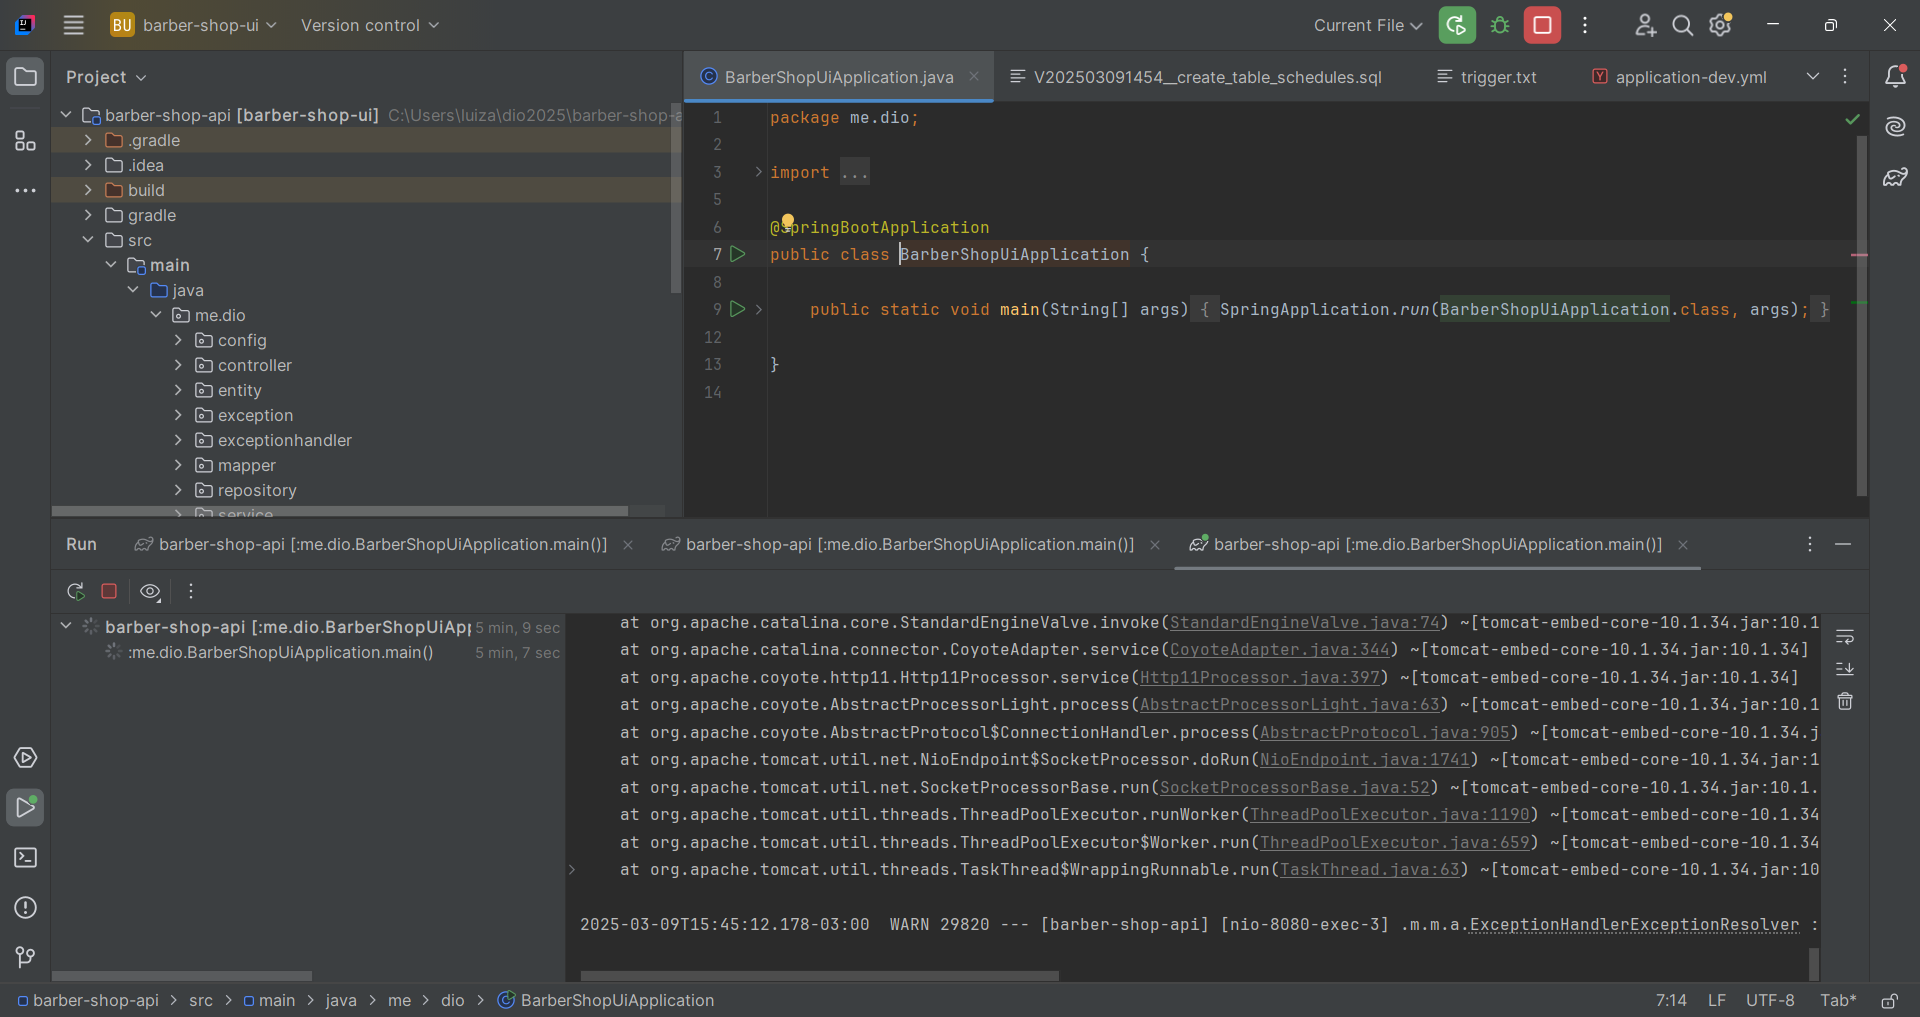 BU barber-shop-ui Version control Current File
Project
barber-shop-api [barber-shop-ui] C:\Users\luiza\dio2025\barber-shop-a
.gradle
.idea
build
gradle
src
main
java
me.dio
config
controller
entity
exception
exceptionhandler
mapper
repository
service
BarberShopUiApplication.java V202503091454__create_table_schedules.sql trigger.txt application-dev.yml
1 package me.dio;
2
3 import ...
5
6 @SpringBootApplication
7 public class BarberShopUiApplication {
8
9 public static void main(String[] args) { SpringApplication.run(BarberShopUiApplication.class, args); }
12
13 }
14
Run barber-shop-api [:me.dio.BarberShopUiApplication.main()] barber-shop-api [:me.dio.BarberShopUiApplication.main()] barber-shop-api [:me.dio.BarberShopUiApplication.main()]
barber-shop-api [:me.dio.BarberShopUiApp 5 min, 9 sec
:me.dio.BarberShopUiApplication.main() 5 min, 7 sec
at org.apache.catalina.core.StandardEngineValve.invoke(StandardEngineValve.java:74) ~[tomcat-embed-core-10.1.34.jar:10.1
at org.apache.catalina.connector.CoyoteAdapter.service(CoyoteAdapter.java:344) ~[tomcat-embed-core-10.1.34.jar:10.1.34]
at org.apache.coyote.http11.Http11Processor.service(Http11Processor.java:397) ~[tomcat-embed-core-10.1.34.jar:10.1.34]
at org.apache.coyote.AbstractProcessorLight.process(AbstractProcessorLight.java:63) ~[tomcat-embed-core-10.1.34.jar:10.1
at org.apache.coyote.AbstractProtocol$ConnectionHandler.process(AbstractProtocol.java:905) ~[tomcat-embed-core-10.1.34.j
at org.apache.tomcat.util.net.NioEndpoint$SocketProcessor.doRun(NioEndpoint.java:1741) ~[tomcat-embed-core-10.1.34.jar:1
at org.apache.tomcat.util.net.SocketProcessorBase.run(SocketProcessorBase.java:52) ~[tomcat-embed-core-10.1.34.jar:10.1.
at org.apache.tomcat.util.threads.ThreadPoolExecutor.runWorker(ThreadPoolExecutor.java:1190) ~[tomcat-embed-core-10.1.34
at org.apache.tomcat.util.threads.ThreadPoolExecutor$Worker.run(ThreadPoolExecutor.java:659) ~[tomcat-embed-core-10.1.34
at org.apache.tomcat.util.threads.TaskThread$WrappingRunnable.run(TaskThread.java:63) ~[tomcat-embed-core-10.1.34.jar:10
2025-03-09T15:45:12.178-03:00 WARN 29820 --- [barber-shop-api] [nio-8080-exec-3] .m.m.a.ExceptionHandlerExceptionResolver :
barber-shop-api > src > main > java > me > dio > BarberShopUiApplication 7:14 LF UTF-8 Tab*